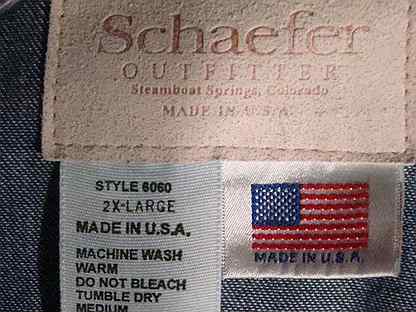 Schaefer
OUTFITTER
Steamboat Springs, Colorado
MADE IN U.S.A.
STYLE 6060
2X-LARGE
MADE IN U.S.A.
MACHINE WASH
WARM
DO NOT BLEACH
TUMBLE DRY
MEDIUM
MADE IN U.S.A.